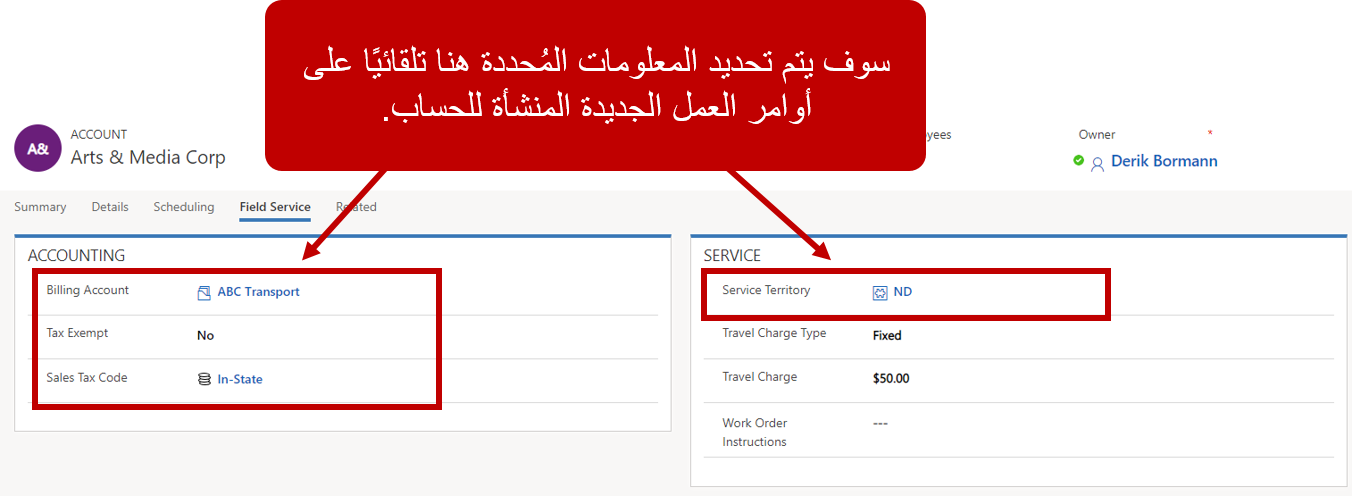 سوف يتم تحديد المعلومات المُحددة هنا تلقائيًا على
أوامر العمل الجديدة المنشأة للحساب.
A&
ACCOUNT
Arts & Media Corp
Owner
*
Derik Bormann
Summary
Details
Scheduling
Field Service
Related
ACCOUNTING
Billing Account
ABC Transport
Tax Exempt
No
Sales Tax Code
In-State
SERVICE
Service Territory
ND
Travel Charge Type
Fixed
Travel Charge
$50.00
Work Order
Instructions
---